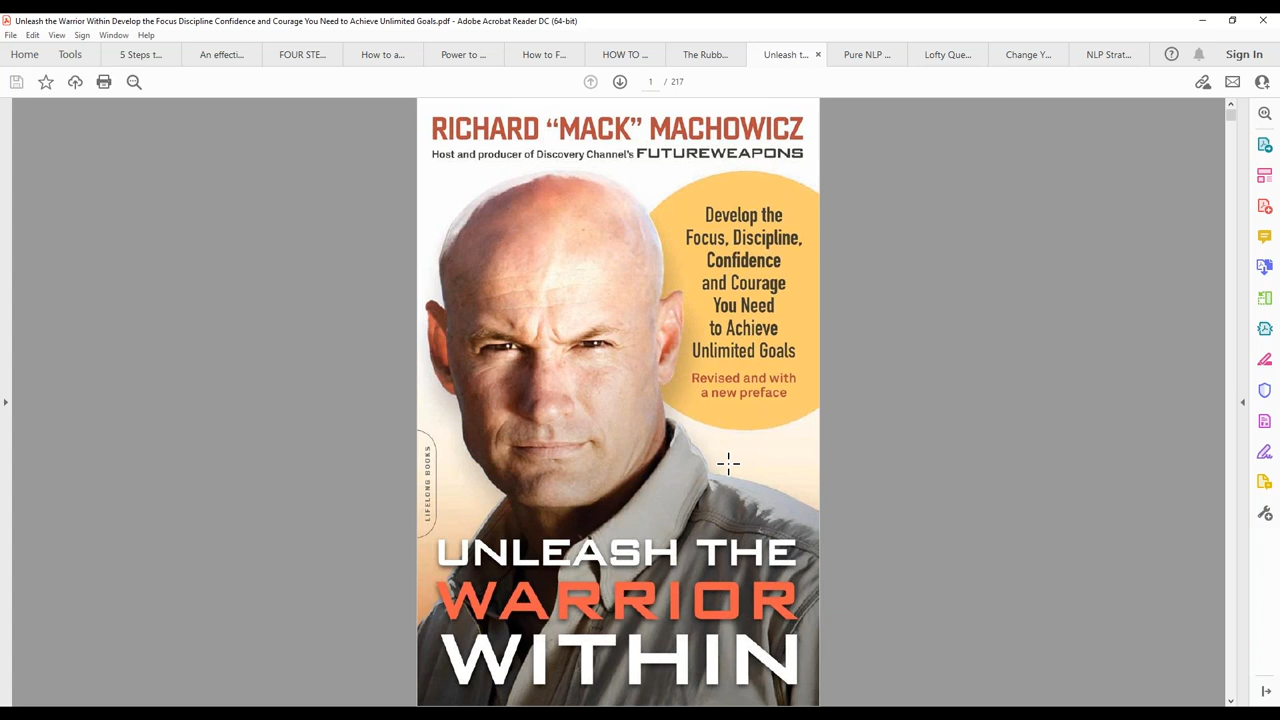 Unleash the Warrior Within Develop the Focus Discipline Confidence and Courage You Need to Achieve Unlimited Goals.pdf - Adobe Acrobat Reader DC (64-bit)
File Edit View Sign Window Help
Home Tools 5 Steps t... An effecti... FOUR STE... How to a... Power to ... How to F... HOW TO ... The Rubb... Unleash t... Pure NLP ... Lofty Que... Change Y... NLP Strat... Sign In
1 / 217
RICHARD “MACK” MACHOWICZ
Host and producer of Discovery Channel's FUTUREWEAPONS
Develop the
Focus, Discipline,
Confidence
and Courage
You Need
to Achieve
Unlimited Goals
Revised and with
a new preface
LIFELONG BOOKS
UNLEASH THE
WARRIOR
WITHIN